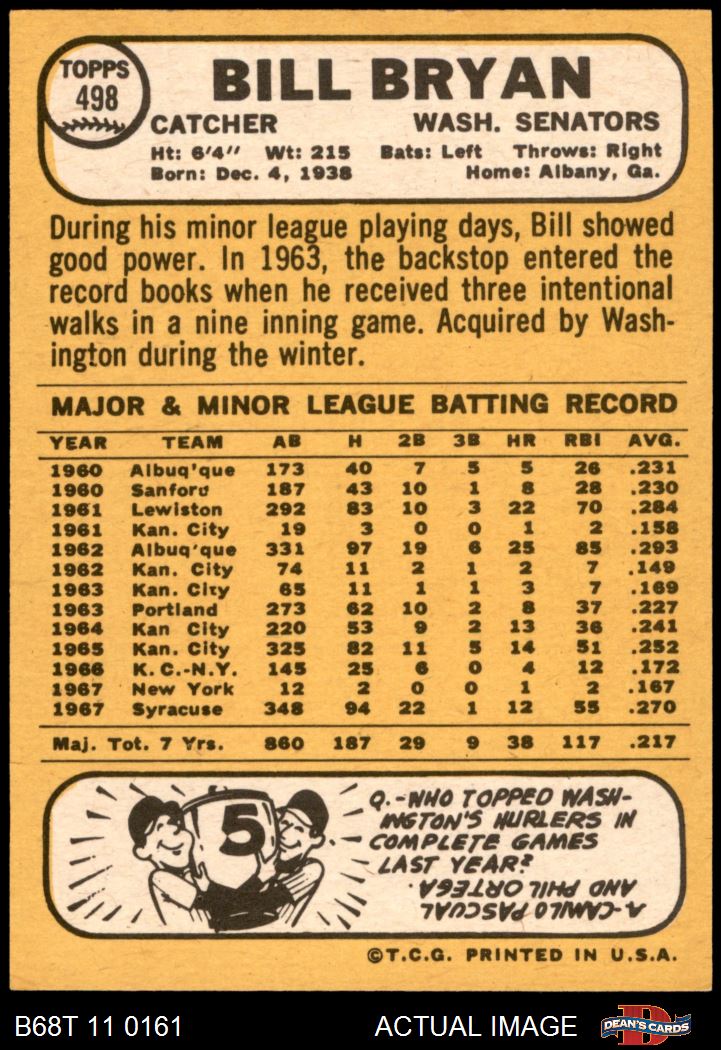 TOPPS
498
BILL BRYAN
CATCHER WASH. SENATORS
Ht: 6'4" Wt: 215 Bats: Left Throws: Right
Born: Dec. 4, 1938 Home: Albany, Ga.
During his minor league playing days, Bill showed
good power. In 1963, the backstop entered the
record books when he received three intentional
walks in a nine inning game. Acquired by Wash-
ington during the winter.
MAJOR & MINOR LEAGUE BATTING RECORD
YEAR TEAM AB H 2B 3B HR RBI AVG.
1960 Albuq'que 173 40 7 5 5 26 .231
1960 Sanford 187 43 10 1 8 28 .230
1961 Lewiston 292 83 10 3 22 70 .284
1961 Kan. City 19 3 0 0 1 2 .158
1962 Albuq'que 331 97 19 6 25 85 .293
1962 Kan. City 74 11 2 1 2 7 .149
1963 Kan. City 65 11 1 1 3 7 .169
1963 Portland 273 62 10 2 8 37 .227
1964 Kan City 220 53 9 2 13 36 .241
1965 Kan. City 325 82 11 5 14 51 .252
1966 K.C.-N.Y. 145 25 6 0 4 12 .172
1967 New York 12 2 0 0 1 2 .167
1967 Syracuse 348 94 22 1 12 55 .270
Maj. Tot. 7 Yrs. 860 187 29 9 38 117 .217
5
Q.-WHO TOPPED WASH-
INGTON'S HURLERS IN
COMPLETE GAMES
LAST YEAR?
A-CAMILO PASCUAL
AND PHIL ORTEGA.
©T.C.G. PRINTED IN U.S.A.
B68T 11 0161 ACTUAL IMAGE D DEAN'S CARDS